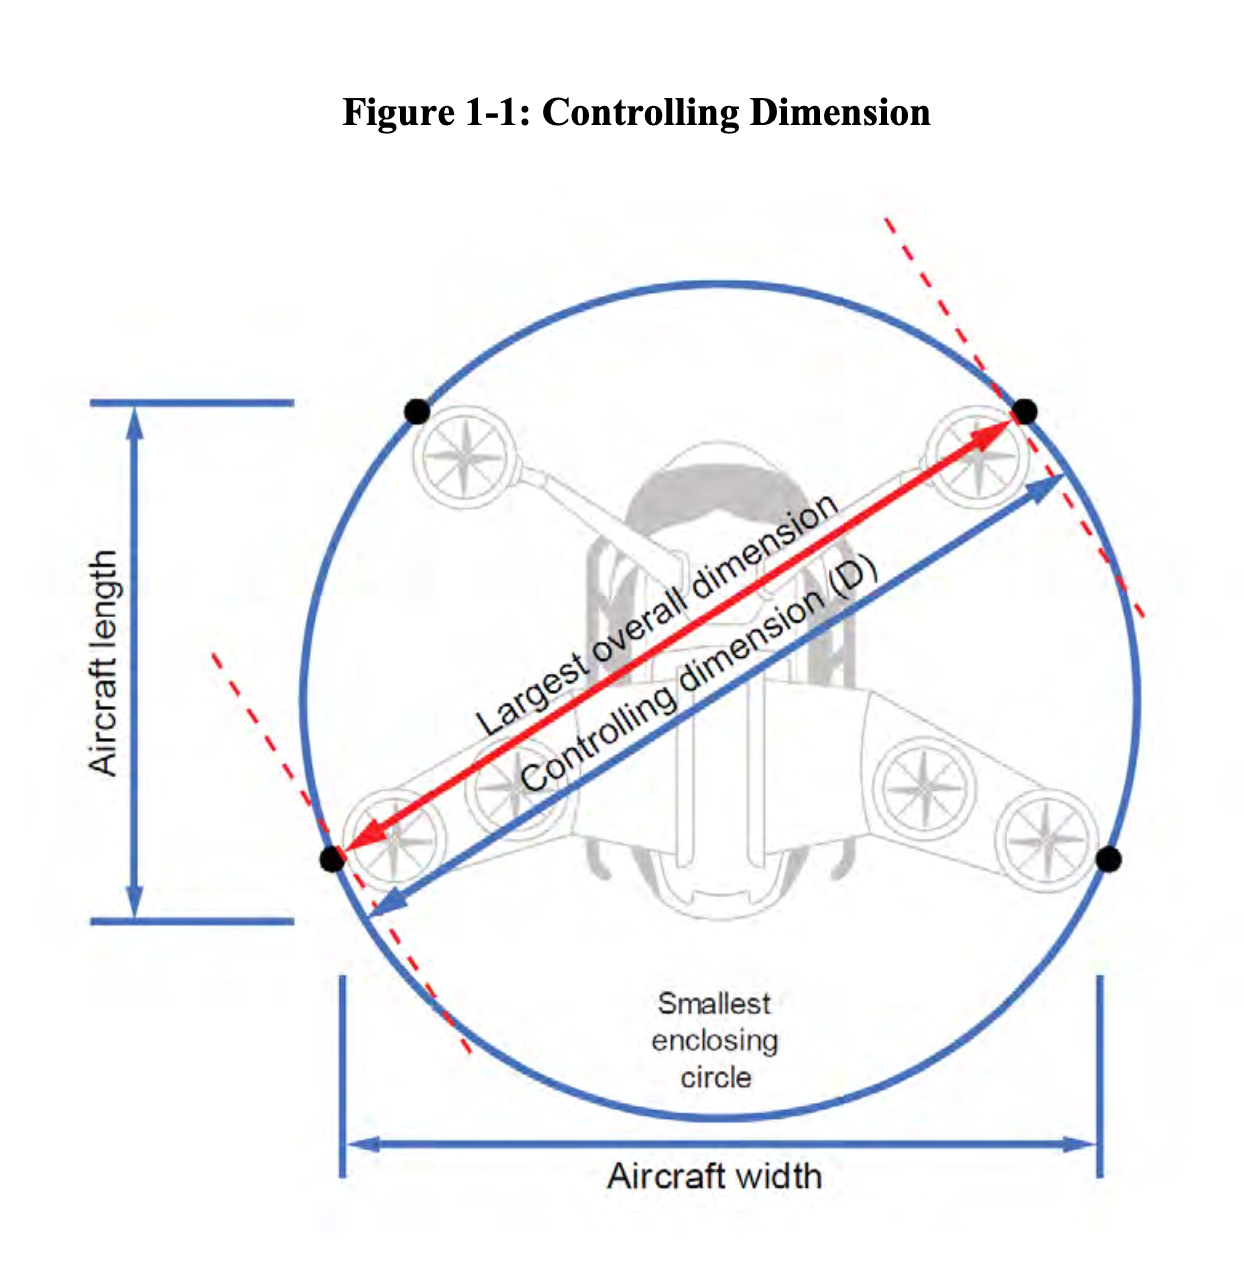 Figure 1-1: Controlling Dimension
Aircraft length
Largest overall dimension
Controlling dimension (D)
Smallest
enclosing
circle
Aircraft width